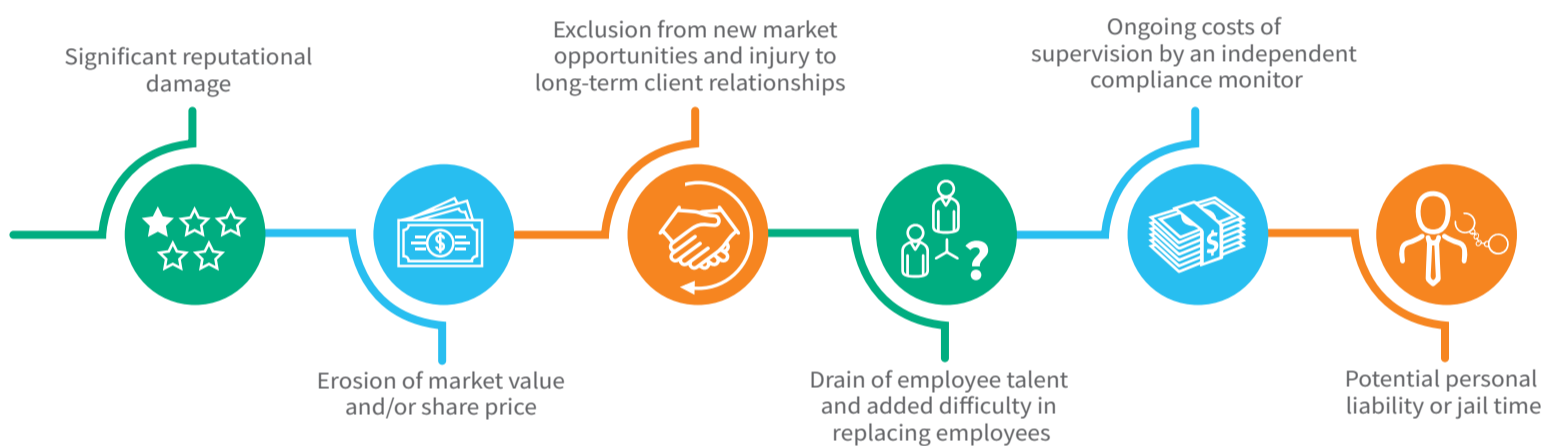 Significant reputational
damage
Erosion of market value
and/or share price
Exclusion from new market
opportunities and injury to
long-term client relationships
Drain of employee talent
and added difficulty in
replacing employees
Ongoing costs of
supervision by an independent
compliance monitor
Potential personal
liability or jail time
$
?
$